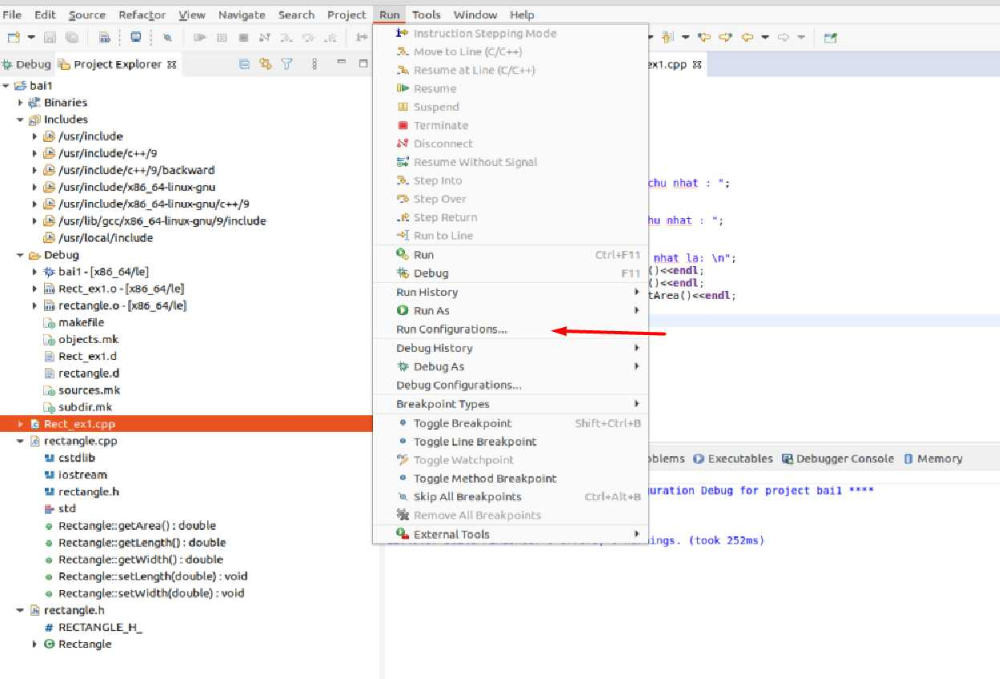 File Edit Source Refactor View Navigate Search Project Run Tools Window Help
Debug Project Explorer
ex1.cpp
bai1
Binaries
Includes
/usr/include
/usr/include/c++/9
/usr/include/c++/9/backward
/usr/include/x86_64-linux-gnu
/usr/include/x86_64-linux-gnu/c++/9
/usr/lib/gcc/x86_64-linux-gnu/9/include
/usr/local/include
Debug
bai1 - [x86_64/le]
Rect_ex1.o - [x86_64/le]
rectangle.o - [x86_64/le]
makefile
objects.mk
Rect_ex1.d
rectangle.d
sources.mk
subdir.mk
Rect_ex1.cpp
rectangle.cpp
cstdlib
iostream
rectangle.h
std
Rectangle::getArea() : double
Rectangle::getLength() : double
Rectangle::getWidth() : double
Rectangle::setLength(double) : void
Rectangle::setWidth(double) : void
rectangle.h
RECTANGLE_H_
Rectangle
Instruction Stepping Mode
Move to Line (C/C++)
Resume at Line (C/C++)
Resume
Suspend
Terminate
Disconnect
Resume Without Signal
Step Into
Step Over
Step Return
Run to Line
Run Ctrl+F11
Debug F11
Run History
Run As
Run Configurations...
Debug History
Debug As
Debug Configurations...
Breakpoint Types
Toggle Breakpoint Shift+Ctrl+B
Toggle Line Breakpoint
Toggle Watchpoint
Toggle Method Breakpoint
Skip All Breakpoints Ctrl+Alt+B
Remove All Breakpoints
External Tools
chu nhat : ";
hu nhat : ";
nhat la: \n";
()<<endl;
()<<endl;
tArea()<<endl;
oblems Executables Debugger Console Memory
uration Debug for project bai1 ****
ings. (took 252ms)